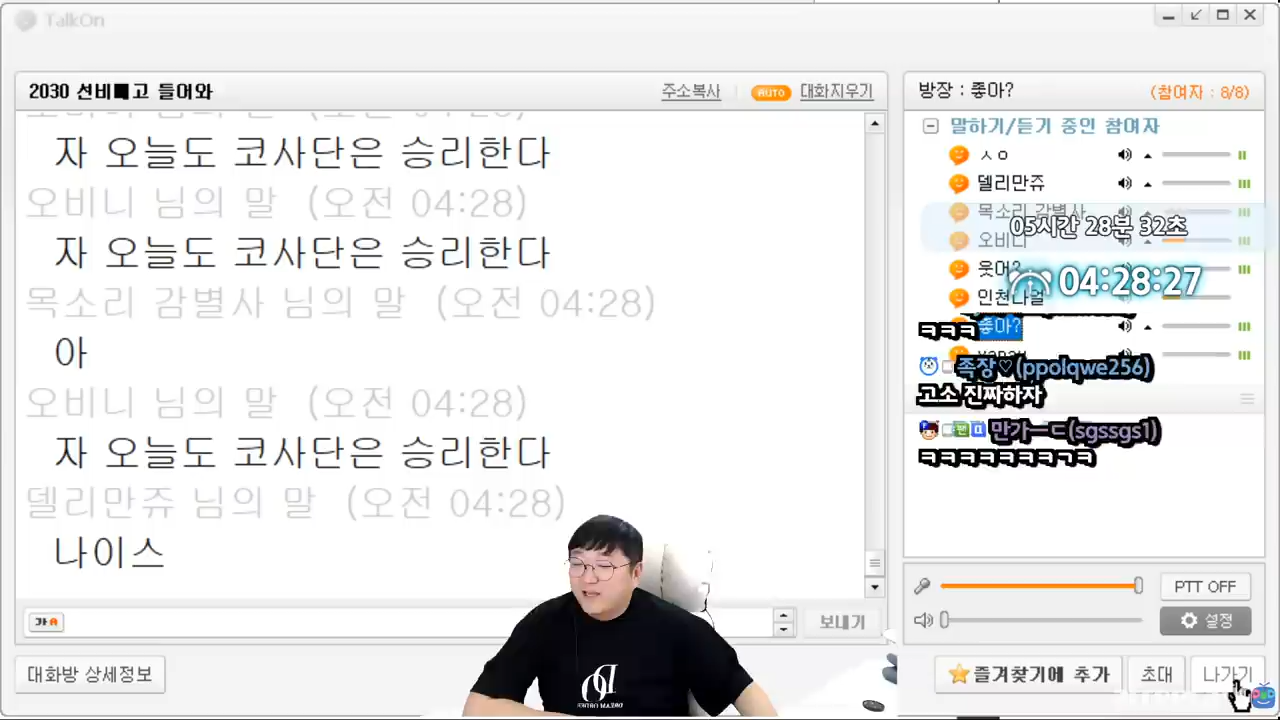 TalkOn
2030 선비■고 들어와
주소복사
AUTO
대화지우기
자 오늘도 코사단은 승리한다
오비니 님의 말 (오전 04:28)
자 오늘도 코사단은 승리한다
목소리 감별사 님의 말 (오전 04:28)
아
오비니 님의 말 (오전 04:28)
자 오늘도 코사단은 승리한다
델리만쥬 님의 말 (오전 04:28)
나이스
가A
보내기
대화방 상세정보
방장 : 좋아?
(참여자 : 8/8)
말하기/듣기 중인 참여자
ㅅㅇ
델리만쥬
목소리 감별사
05시간 28분 32초
오비니
웃어?
04:28:27
좋아?
ㅋㅋㅋ
족장♡(ppolqwe256)
고소 진짜하자
팬
만가ㅡㄷ(sgssgs1)
ㅋㅋㅋㅋㅋㅋㄱㅋ
PTT OFF
설정
즐겨찾기에 추가
초대
나가기